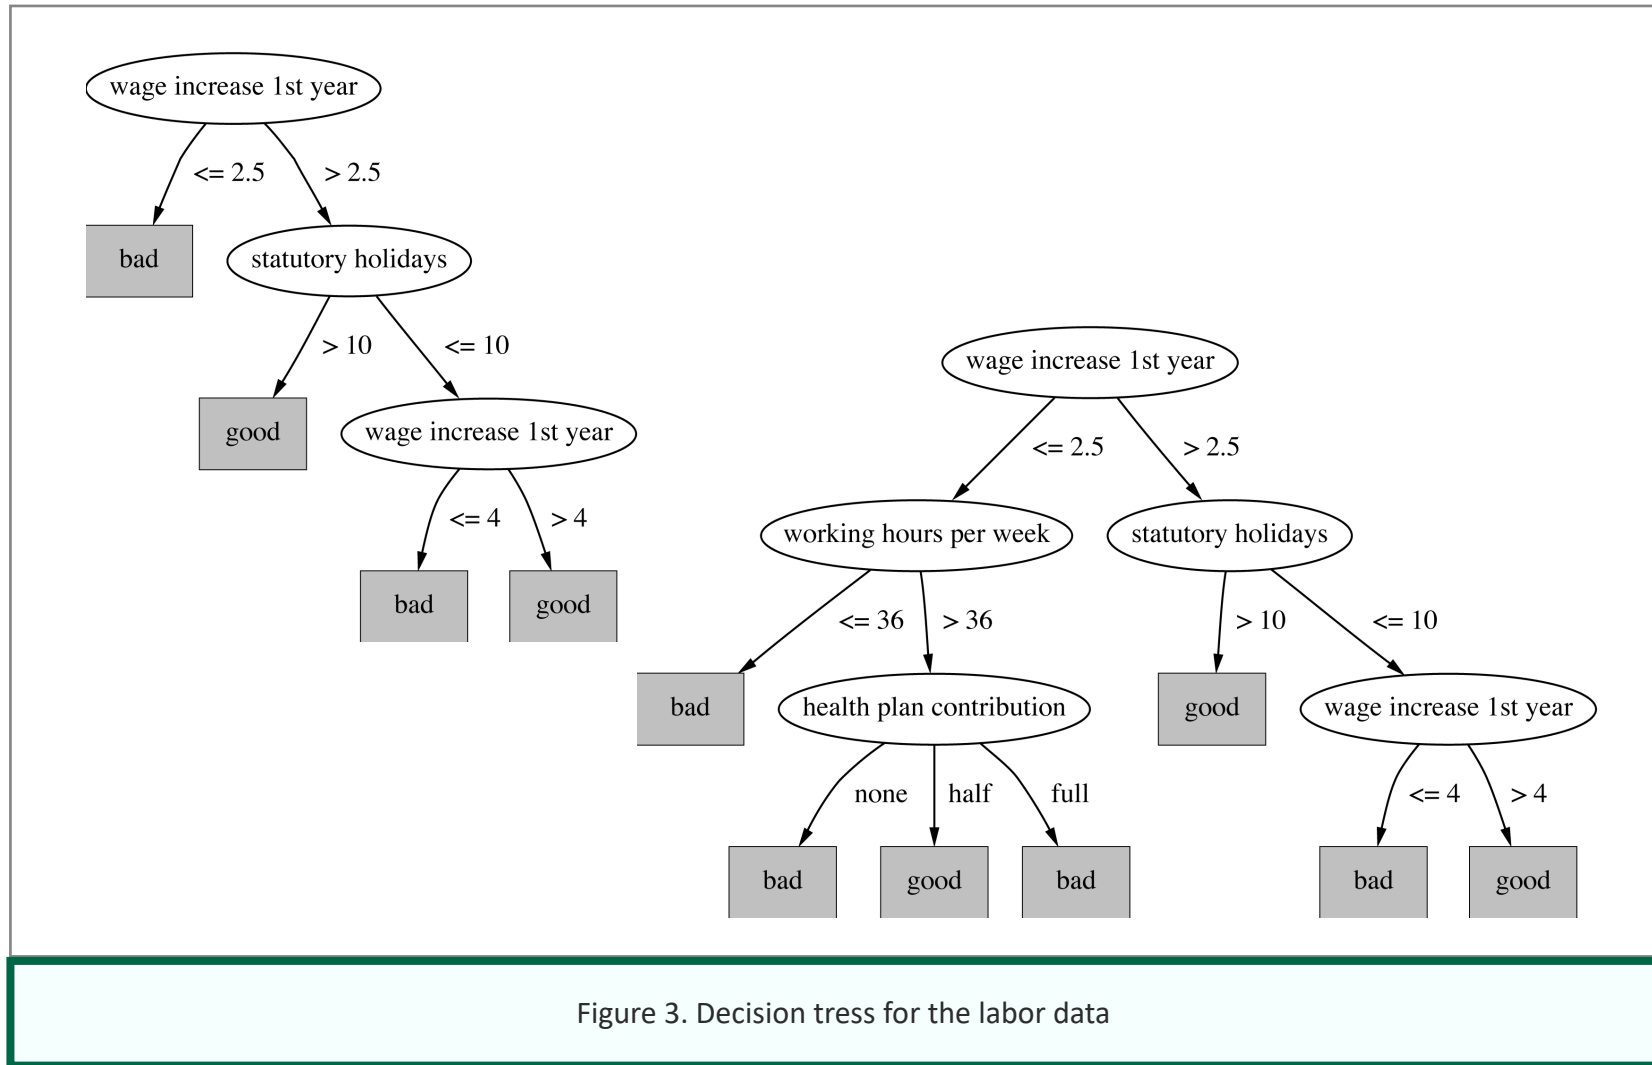 wage increase 1st year
<= 2.5
> 2.5
bad
statutory holidays
> 10
<= 10
good
wage increase 1st year
<= 4
> 4
bad
good
wage increase 1st year
<= 2.5
> 2.5
working hours per week
statutory holidays
<= 36
> 36
> 10
<= 10
bad
health plan contribution
good
wage increase 1st year
none
half
full
<= 4
> 4
bad
good
bad
bad
good
Figure 3. Decision tress for the labor data